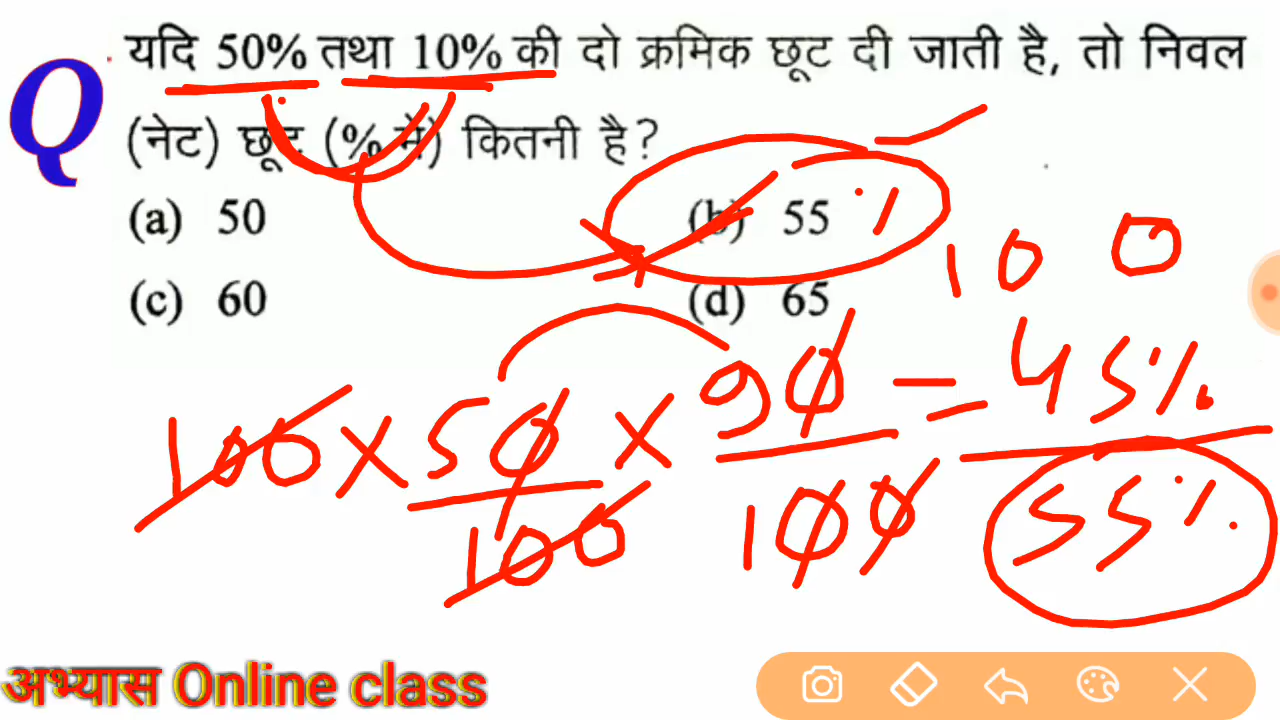 Q यदि 50% तथा 10% की दो क्रमिक छूट दी जाती है, तो निवल
(नेट) छूट (% में) कितनी है?
(a) 50 (b) 55 %
(c) 60 (d) 65
100
100 × 50/100 × 90/100 = 45%
55%
अभ्यास Online class